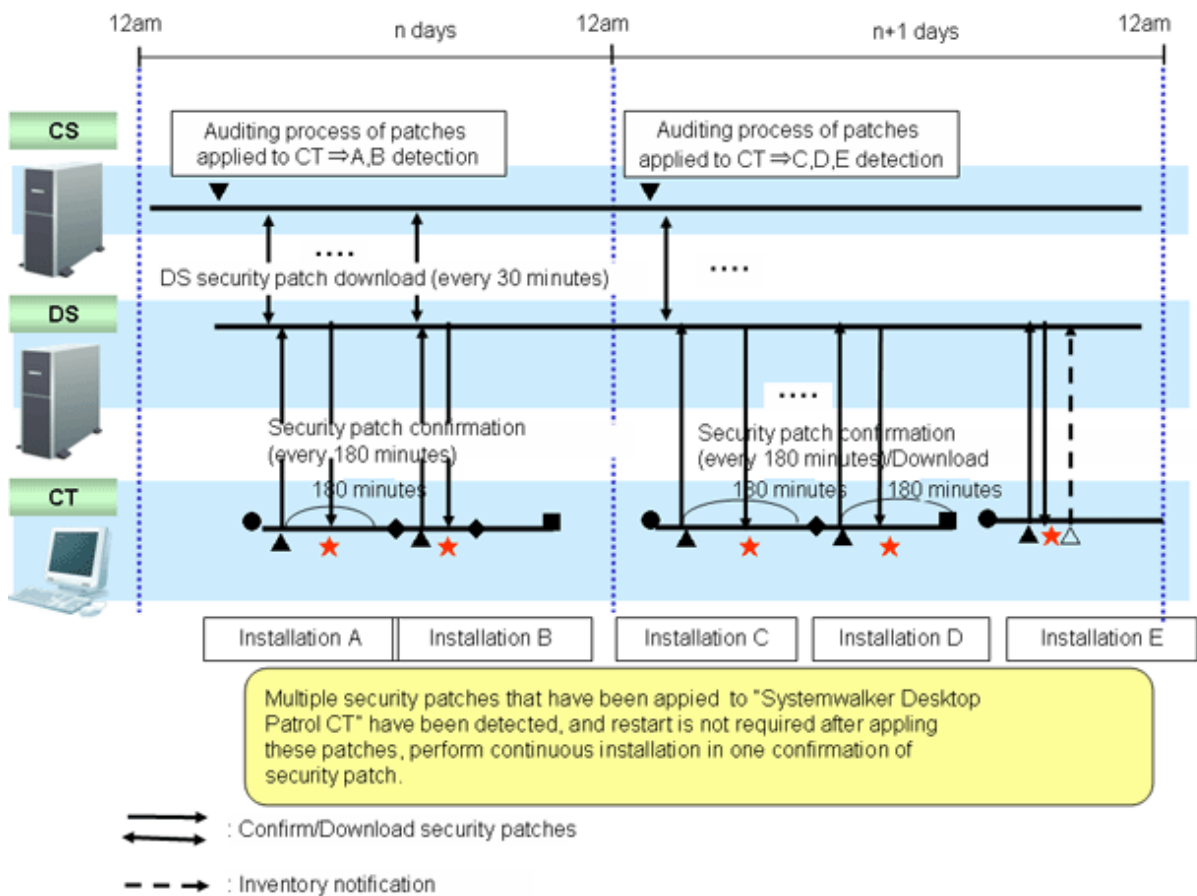 12am
n days
12am
n+1 days
12am
CS
Auditing process of patches
applied to CT ⇒A,B detection
Auditing process of patches
applied to CT ⇒C,D,E detection
....
....
DS security patch download (every 30 minutes)
DS
....
Security patch confirmation
(every 180 minutes)
180 minutes
Security patch confirmation
(every 180 minutes)/Download
180 minutes
180 minutes
CT
Installation A
Installation B
Installation C
Installation D
Installation E
Multiple security patches that have been appied to "Systemwalker Desktop
Patrol CT" have been detected, and restart is not required after appling
these patches, perform continuous installation in one confirmation of
security patch.
: Confirm/Download security patches
: Inventory notification